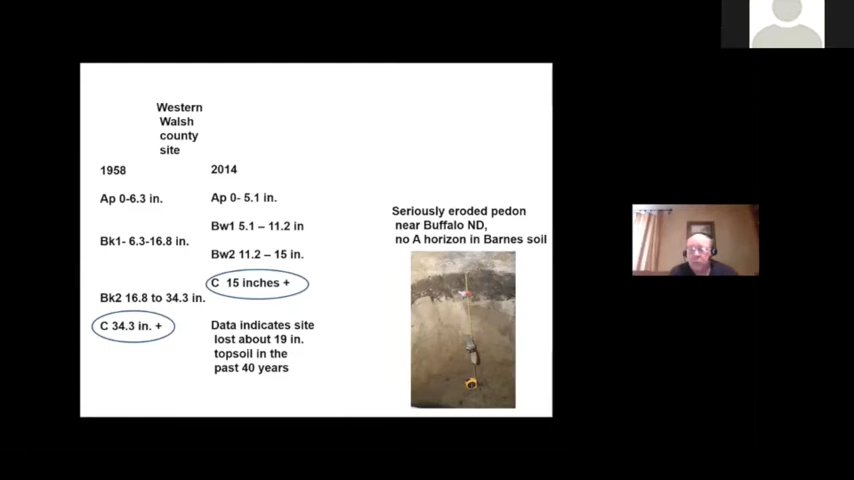 Western
Walsh
county
site
1958
Ap 0-6.3 in.
Bk1- 6.3-16.8 in.
Bk2 16.8 to 34.3 in.
C 34.3 in. +
2014
Ap 0- 5.1 in.
Bw1 5.1 – 11.2 in
Bw2 11.2 – 15 in.
C 15 inches +
Data indicates site
lost about 19 in.
topsoil in the
past 40 years
Seriously eroded pedon
near Buffalo ND,
no A horizon in Barnes soil